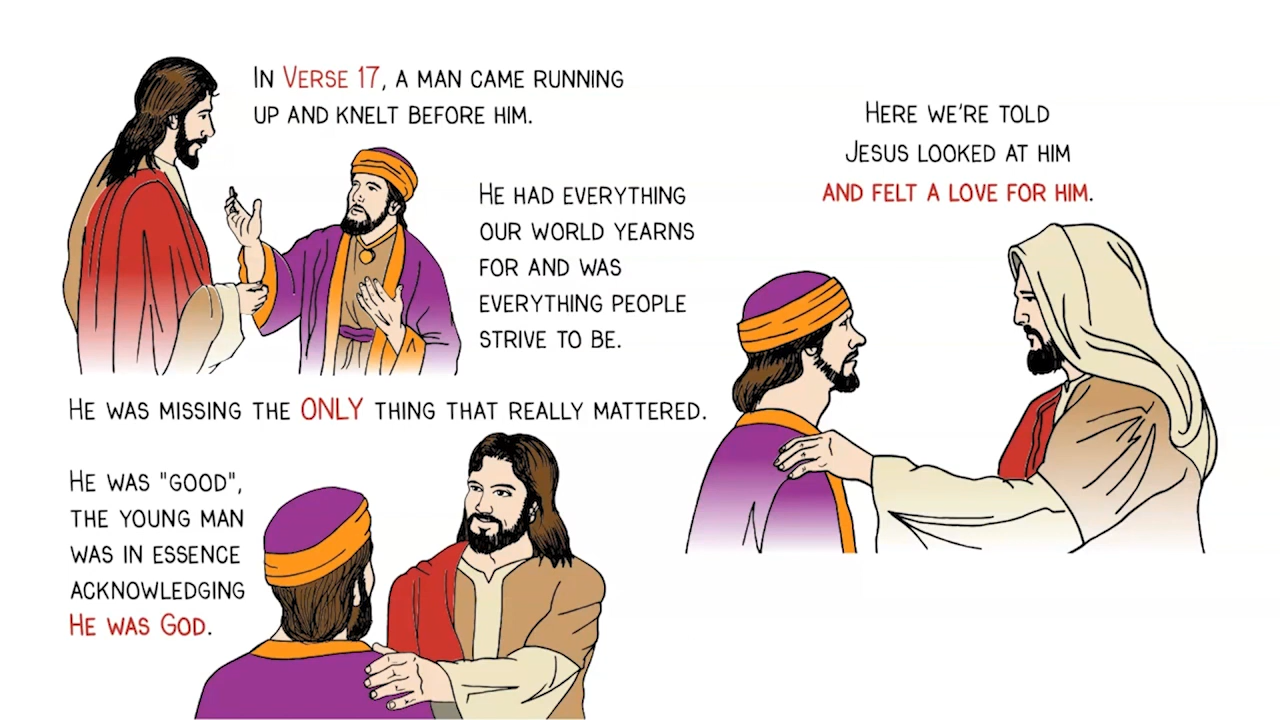 In Verse 17, a man came running
up and knelt before him.
He had everything
our world yearns
for and was
everything people
strive to be.
He was missing the ONLY thing that really mattered.
He was "good",
the young man
was in essence
acknowledging
He was God.
Here we're told
Jesus looked at him
and felt a love for him.